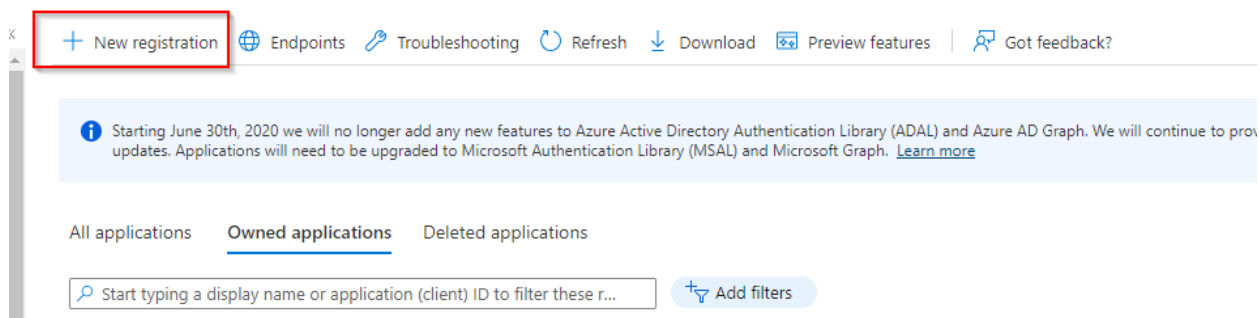 New registration Endpoints Troubleshooting Refresh Download Preview features Got feedback?
Starting June 30th, 2020 we will no longer add any new features to Azure Active Directory Authentication Library (ADAL) and Azure AD Graph. We will continue to prov
updates. Applications will need to be upgraded to Microsoft Authentication Library (MSAL) and Microsoft Graph. Learn more
All applications Owned applications Deleted applications
Start typing a display name or application (client) ID to filter these r... Add filters